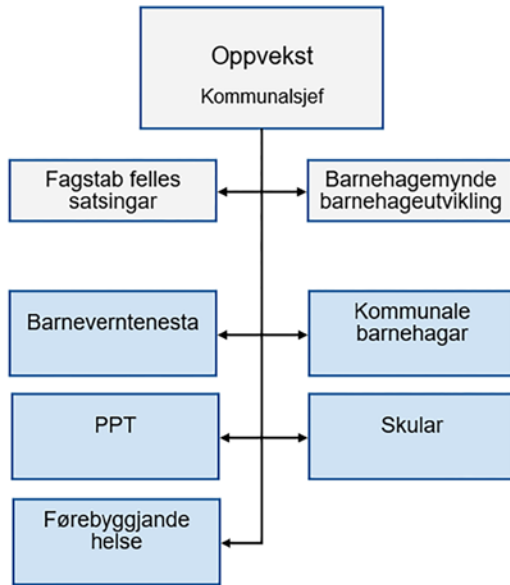 Oppvekst
Kommunalsjef
Fagstab felles
satsingar
Barnehagemynde
barnehageutvikling
Barneverntenesta
Kommunale
barnehagar
PPT
Skular
Førebyggjande
helse